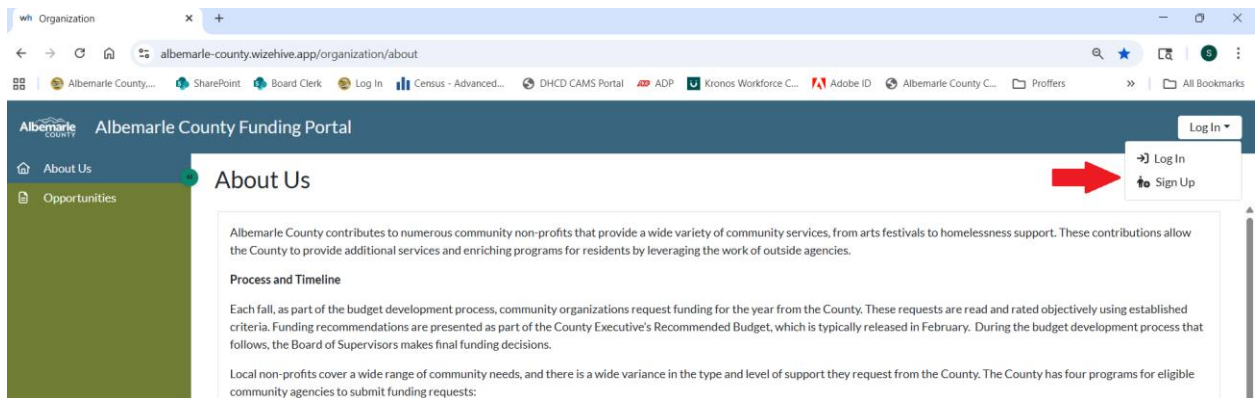 wh Organization
albemarle-county.wizehive.app/organization/about
S
Albemarle County,... SharePoint Board Clerk Log In Census - Advanced... DHCD CAMS Portal ADP ADP Kronos Workforce C... Adobe ID Albemarle County C... Proffers » All Bookmarks
Albemarle COUNTY Albemarle County Funding Portal Log In
About Us
Opportunities
Log In
Sign Up
About Us
Albemarle County contributes to numerous community non-profits that provide a wide variety of community services, from arts festivals to homelessness support. These contributions allow
the County to provide additional services and enriching programs for residents by leveraging the work of outside agencies.
Process and Timeline
Each fall, as part of the budget development process, community organizations request funding for the year from the County. These requests are read and rated objectively using established
criteria. Funding recommendations are presented as part of the County Executive's Recommended Budget, which is typically released in February. During the budget development process that
follows, the Board of Supervisors makes final funding decisions.
Local non-profits cover a wide range of community needs, and there is a wide variance in the type and level of support they request from the County. The County has four programs for eligible
community agencies to submit funding requests: